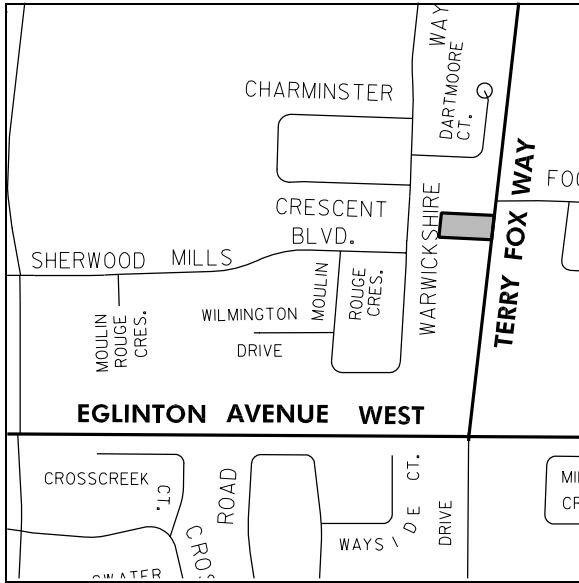 WAY
DARTMOORE
CT.
CHARMINSTER
CRESCENT
TERRY FOX WAY
WARWICKSHIRE
SHERWOOD MILLS BLVD.
MOULIN
ROUGE
CRES.
WILMINGTON
DRIVE
MOULIN
ROUGE
CRES.
EGLINTON AVENUE WEST
CROSSCREEK
CT.
ROAD
WAYSIDE CT.
DRIVE